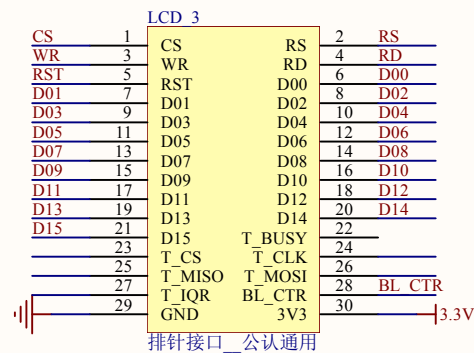 LCD_3
CS 1 CS RS 2 RS
WR 3 WR RD 4 RD
RST 5 RST D00 6 D00
D01 7 D01 D02 8 D02
D03 9 D03 D04 10 D04
D05 11 D05 D06 12 D06
D07 13 D07 D08 14 D08
D09 15 D09 D10 16 D10
D11 17 D11 D12 18 D12
D13 19 D13 D14 20 D14
D15 21 D15 T_BUSY 22
23 T_CS T_CLK 24
25 T_MISO T_MOSI 26
27 T_IQR BL_CTR 28 BL_CTR
29 GND 3V3 30 3.3V
排针接口__公认通用